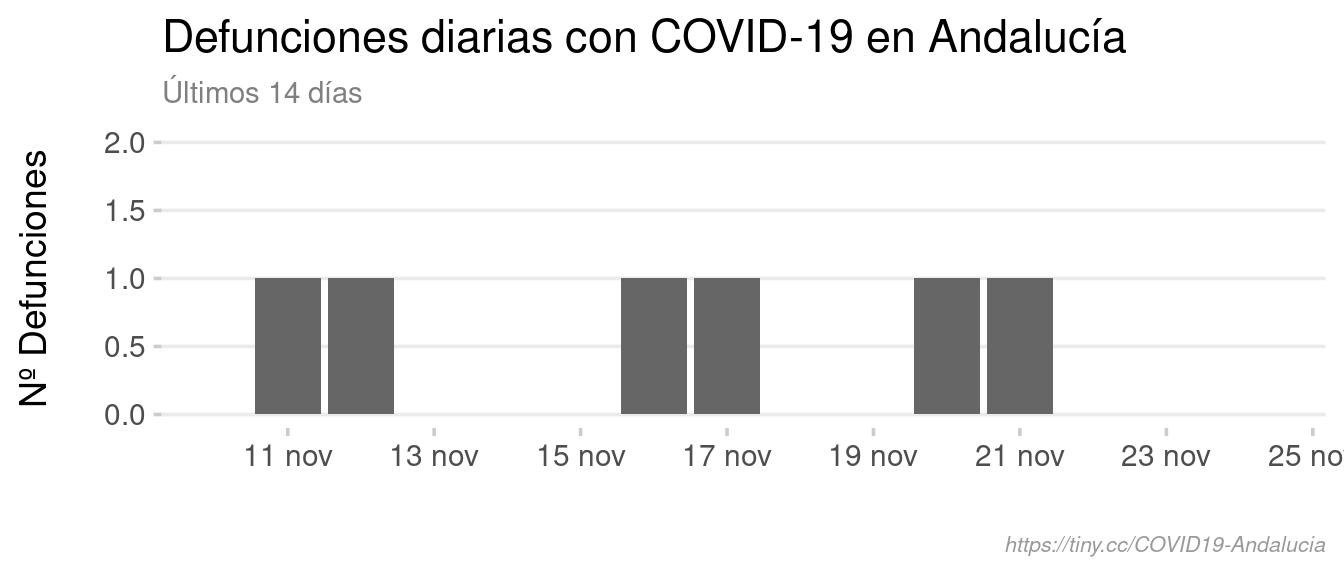 Defunciones diarias con COVID-19 en Andalucía
Últimos 14 días
Nº Defunciones
2.0
1.5
1.0
0.5
0.0
11 nov 13 nov 15 nov 17 nov 19 nov 21 nov 23 nov 25 no
https://tiny.cc/COVID19-Andalucia